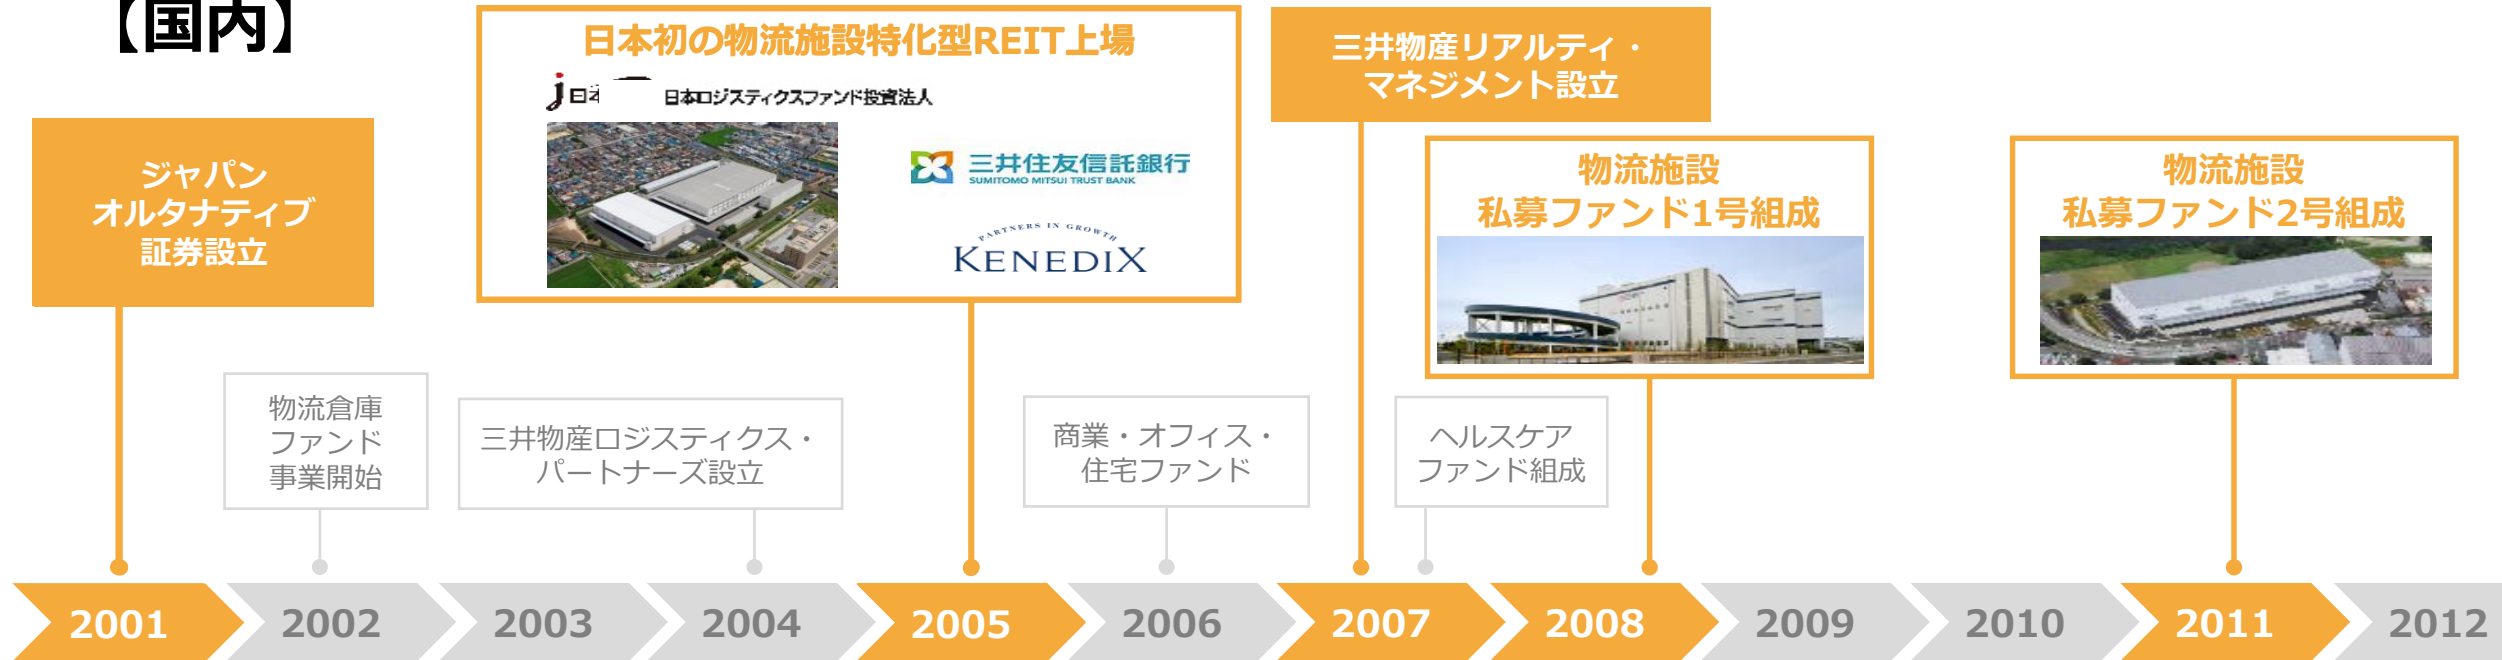 【国内】
日本初の物流施設特化型REIT上場
日本ロジスティクスファンド投資法人
三井住友信託銀行
SUMITOMO MITSUI TRUST BANK
PARTNERS IN GROWTH
KENEDIX
三井物産リアルティ・
マネジメント設立
ジャパン
オルタナティブ
証券設立
物流施設
私募ファンド1号組成
物流施設
私募ファンド2号組成
物流倉庫
ファンド
事業開始
三井物産ロジスティクス・
パートナーズ設立
商業・オフィス・
住宅ファンド
ヘルスケア
ファンド組成
2001
2002
2003
2004
2005
2006
2007
2008
2009
2010
2011
2012